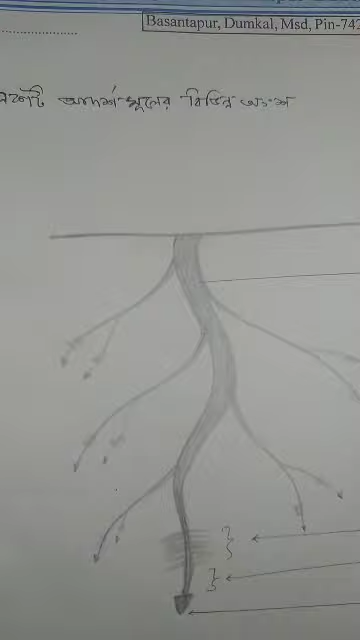 Basantapur, Dumkal, Msd, Pin-742
একটি আদর্শ মূলের বিভিন্ন অংশ